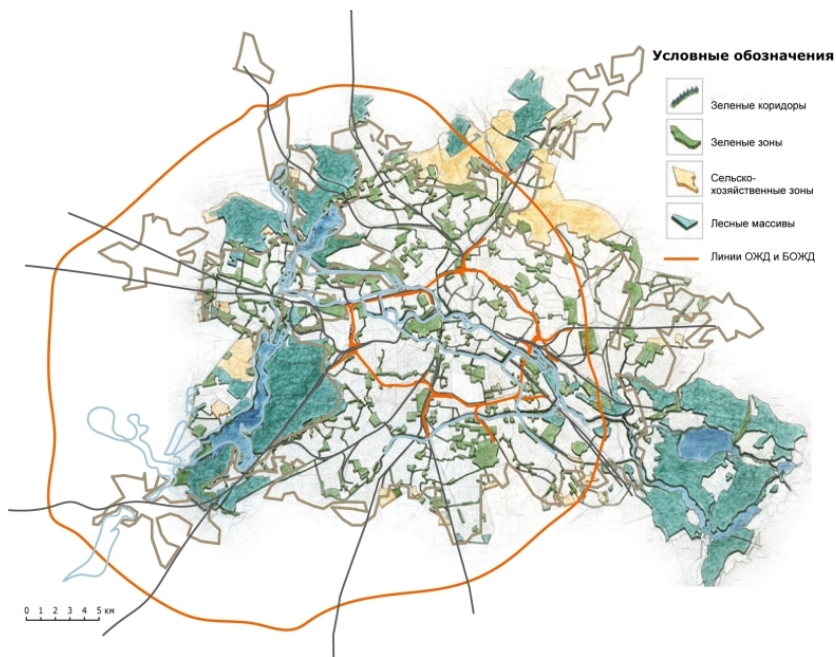 Условные обозначения
Зеленые коридоры
Зеленые зоны
Сельско-
хозяйственные зоны
Лесные массивы
Линии ОЖД и БОЖД
0 1 2 3 4 5 км